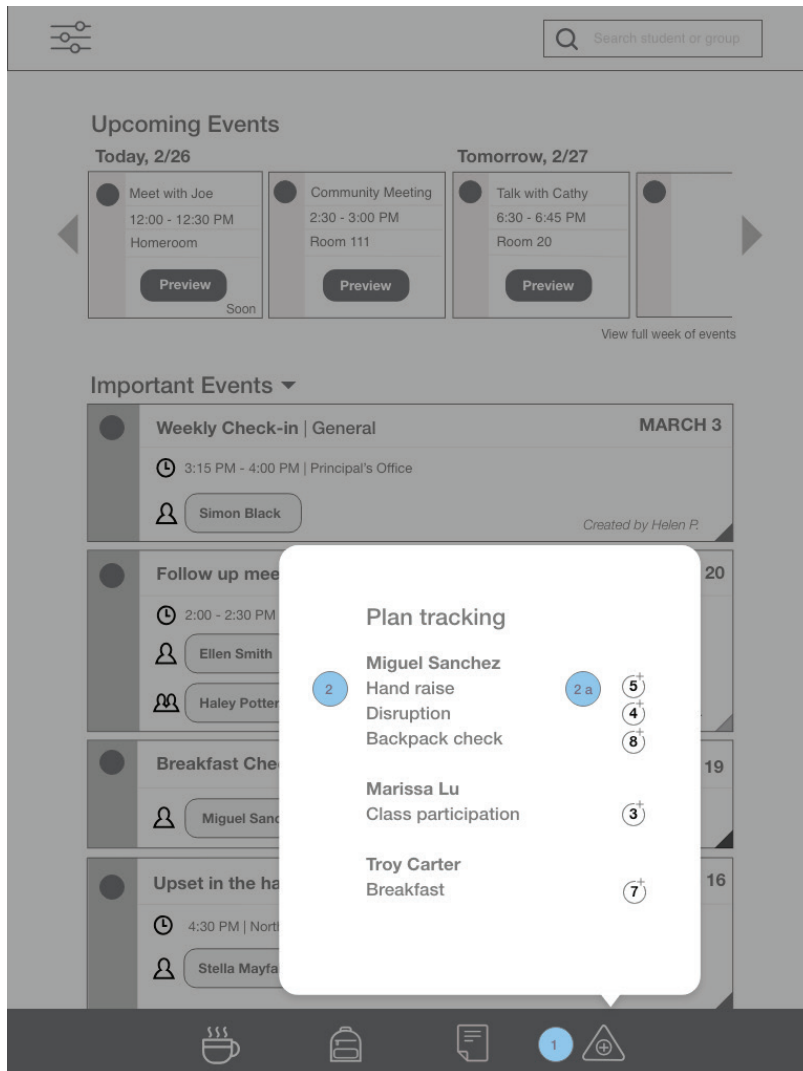 Search student or group
Upcoming Events
Today, 2/26
Tomorrow, 2/27
Meet with Joe
12:00 - 12:30 PM
Homeroom
Preview
Soon
Community Meeting
2:30 - 3:00 PM
Room 111
Preview
Talk with Cathy
6:30 - 6:45 PM
Room 20
Preview
View full week of events
Important Events
Weekly Check-in | General
MARCH 3
3:15 PM - 4:00 PM | Principal's Office
Simon Black
Created by Helen P.
Follow up mee
20
2:00 - 2:30 PM
Ellen Smith
Haley Potter
Breakfast Che
19
Miguel Sanc
Upset in the ha
16
4:30 PM | North
Stella Mayfa
Plan tracking
Miguel Sanchez
2 Hand raise 2 a 5+
Disruption 4+
Backpack check 8+
Marissa Lu
Class participation 3+
Troy Carter
Breakfast 7+
1